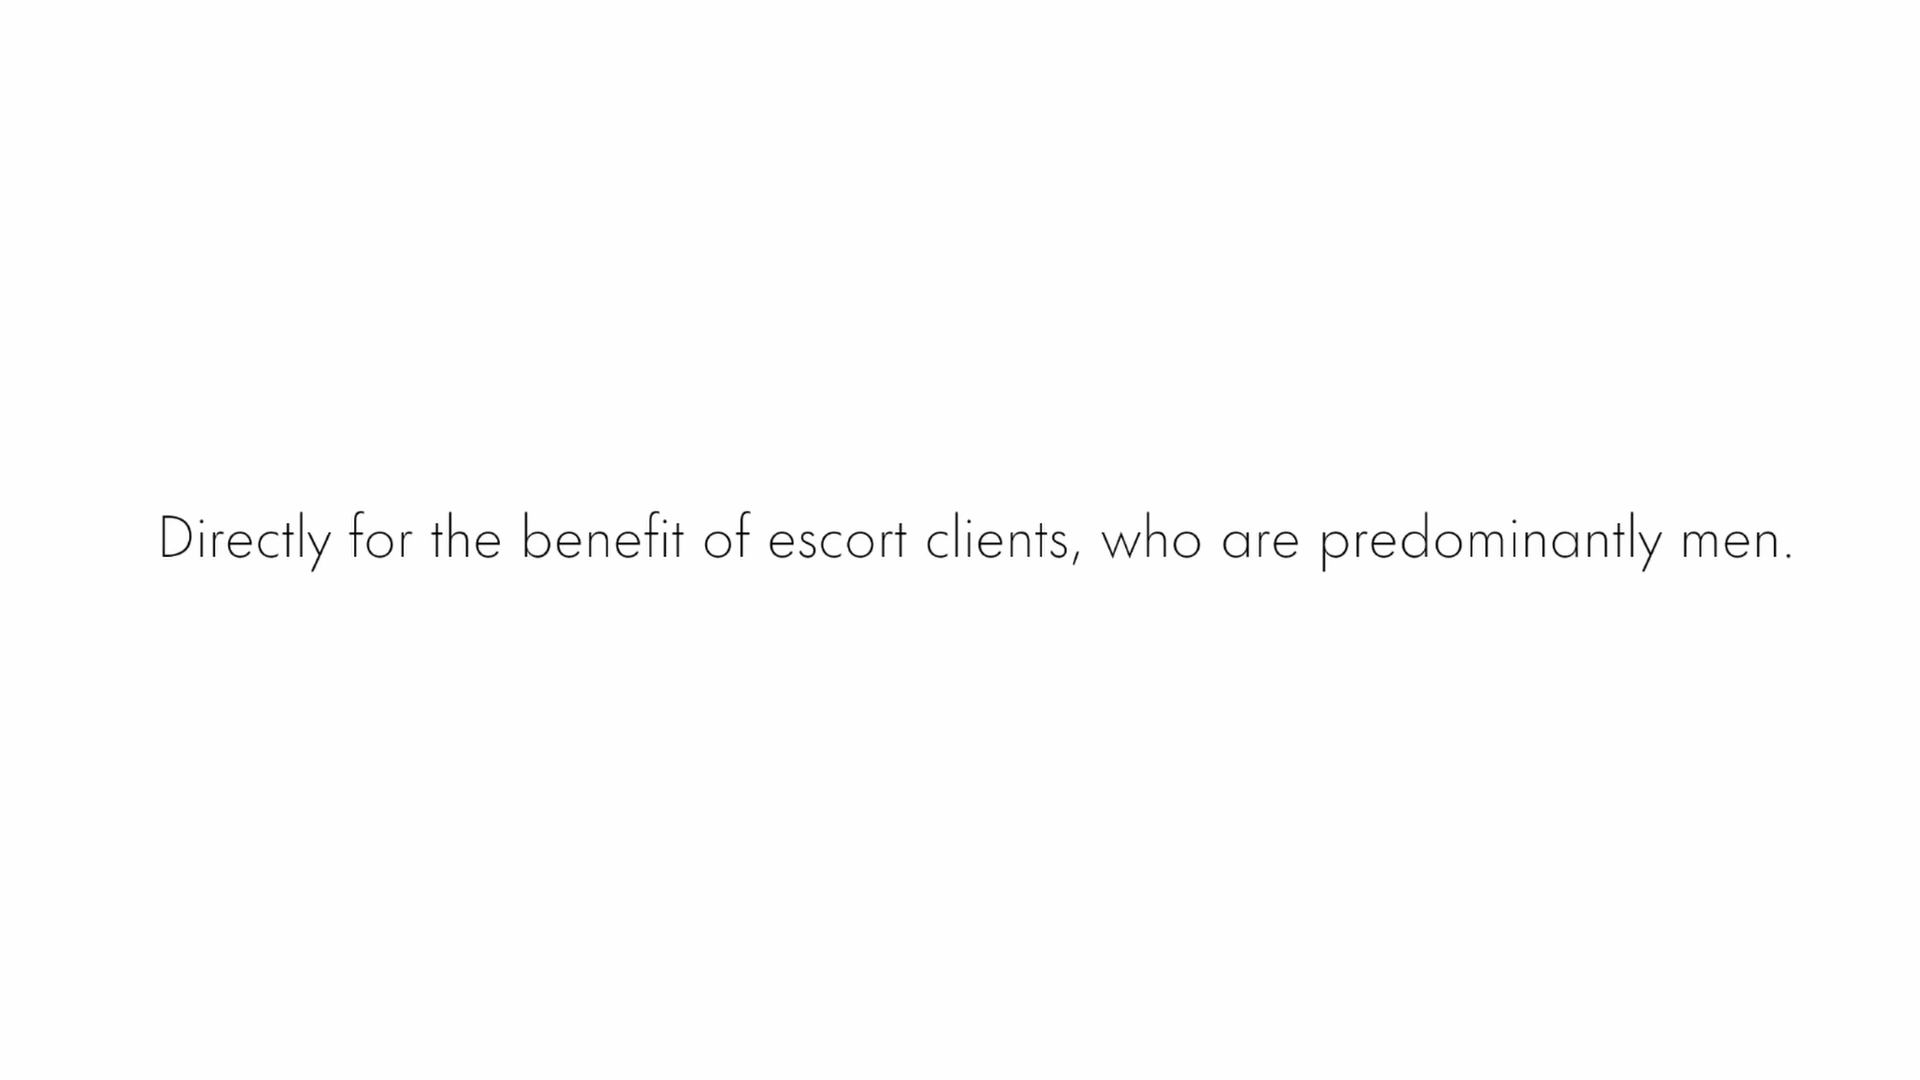 Directly for the benefit of escort clients, who are predominantly men.